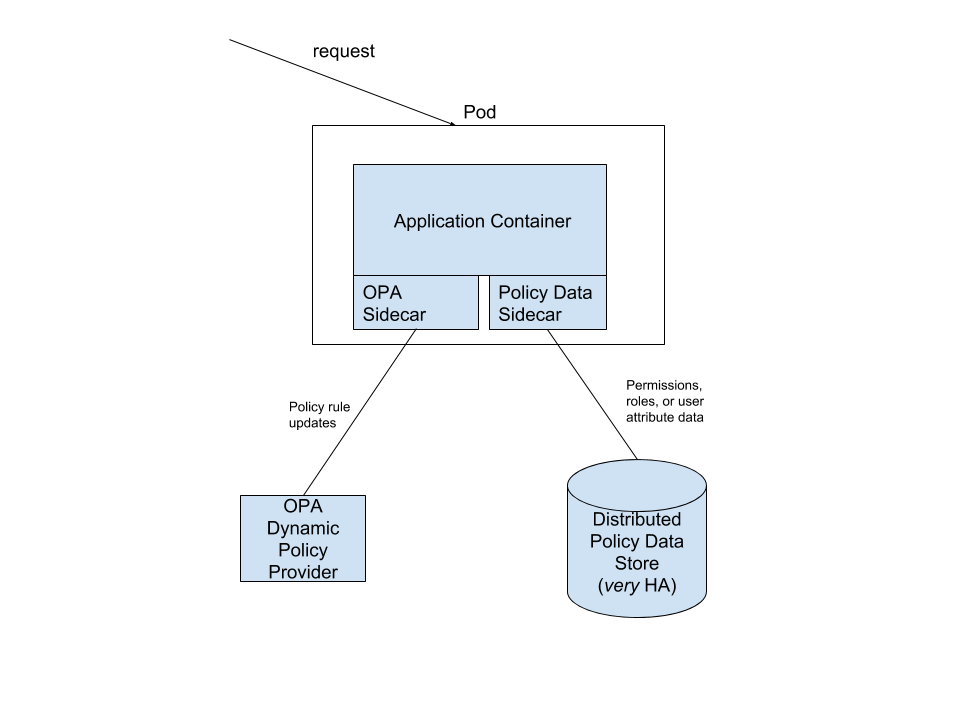 request
Pod
Application Container
OPA
Sidecar
Policy Data
Sidecar
Policy rule
updates
Permissions,
roles, or user
attribute data
OPA
Dynamic
Policy
Provider
Distributed
Policy Data
Store
(very HA)